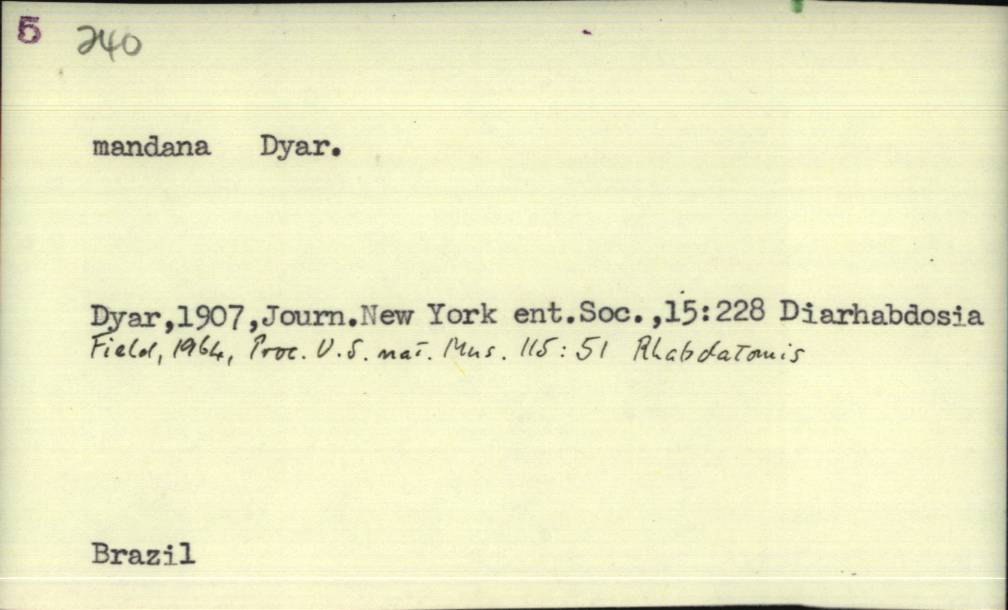 5 240
mandana Dyar.
Dyar,1907,Journ.New York ent.Soc.,15:228 Diarhabdosia
Field, 1964, Proc. U.S. nat. Mus. 115: 51 Rhabdatomis
Brazil